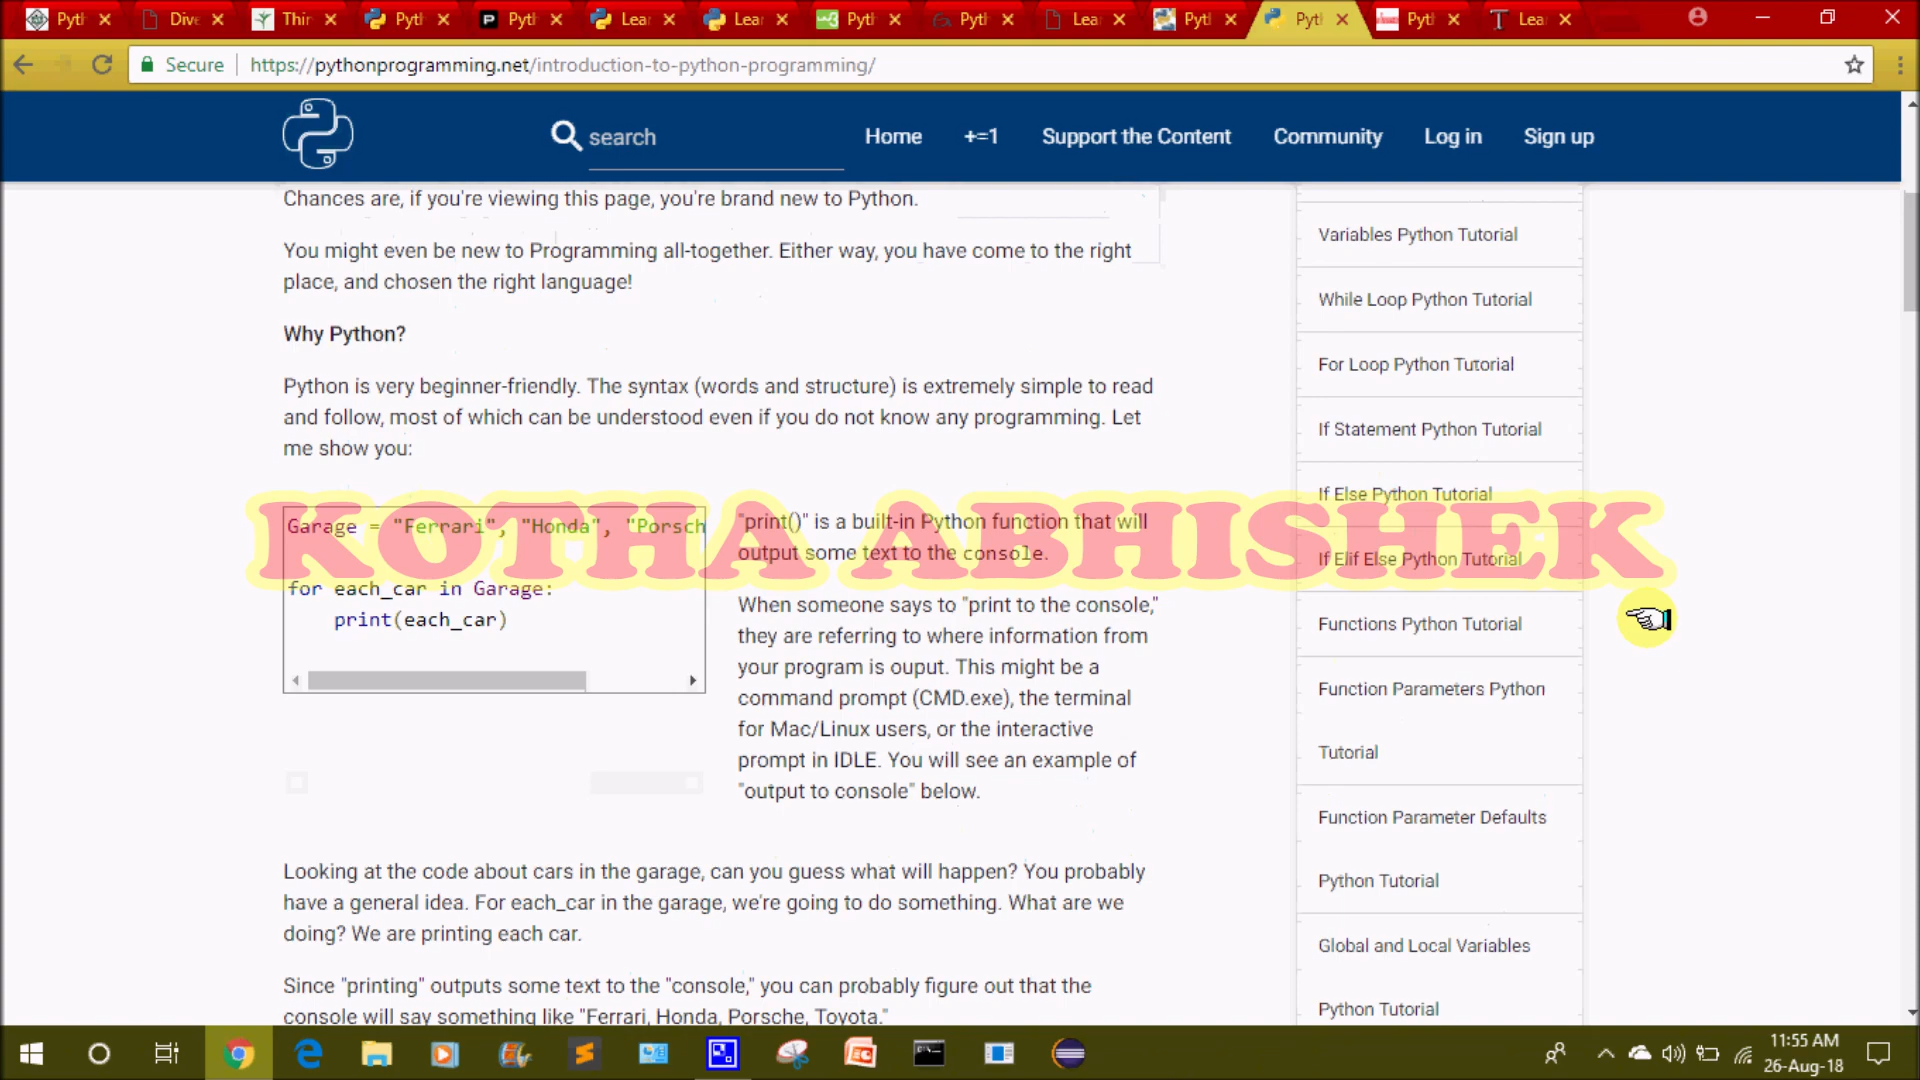 Pyth
Dive
Thin
Pyth
Pyth
Lear
Lear
Pyth
Pyth
Lear
Pyth
Pyth
Pyth
Lear
Secure
https://pythonprogramming.net/introduction-to-python-programming/
search
Home
+=1
Support the Content
Community
Log in
Sign up
Chances are, if you're viewing this page, you're brand new to Python.
You might even be new to Programming all-together. Either way, you have come to the right
place, and chosen the right language!
Why Python?
Python is very beginner-friendly. The syntax (words and structure) is extremely simple to read
and follow, most of which can be understood even if you do not know any programming. Let
me show you:
Garage = "Ferrari", "Honda", "Porsch
for each_car in Garage:
print(each_car)
"print()" is a built-in Python function that will
output some text to the console.
When someone says to "print to the console,"
they are referring to where information from
your program is ouput. This might be a
command prompt (CMD.exe), the terminal
for Mac/Linux users, or the interactive
prompt in IDLE. You will see an example of
"output to console" below.
Looking at the code about cars in the garage, can you guess what will happen? You probably
have a general idea. For each_car in the garage, we're going to do something. What are we
doing? We are printing each car.
Since "printing" outputs some text to the "console," you can probably figure out that the
console will say something like "Ferrari, Honda, Porsche, Toyota."
Variables Python Tutorial
While Loop Python Tutorial
For Loop Python Tutorial
If Statement Python Tutorial
If Else Python Tutorial
If Elif Else Python Tutorial
Functions Python Tutorial
Function Parameters Python
Tutorial
Function Parameter Defaults
Python Tutorial
Global and Local Variables
Python Tutorial
KOTHA ABHISHEK
11:55 AM
26-Aug-18